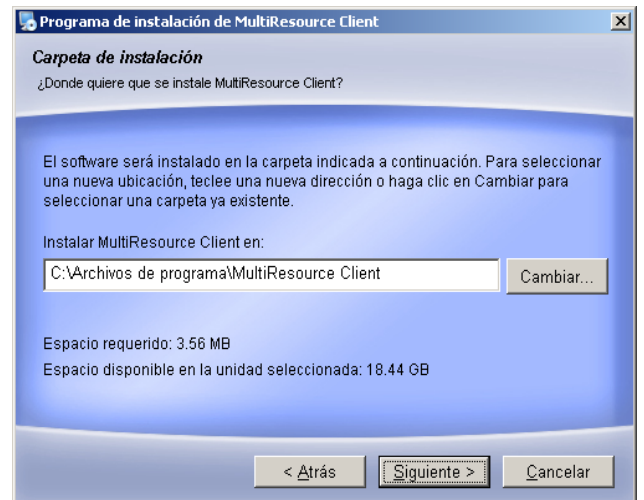 Programa de instalación de MultiResource Client
Carpeta de instalación
¿Donde quiere que se instale MultiResource Client?
El software será instalado en la carpeta indicada a continuación. Para seleccionar
una nueva ubicación, teclee una nueva dirección o haga clic en Cambiar para
seleccionar una carpeta ya existente.
Instalar MultiResource Client en:
C:\Archivos de programa\MultiResource Client
Cambiar...
Espacio requerido: 3.56 MB
Espacio disponible en la unidad seleccionada: 18.44 GB
< Atrás
Siguiente >
Cancelar